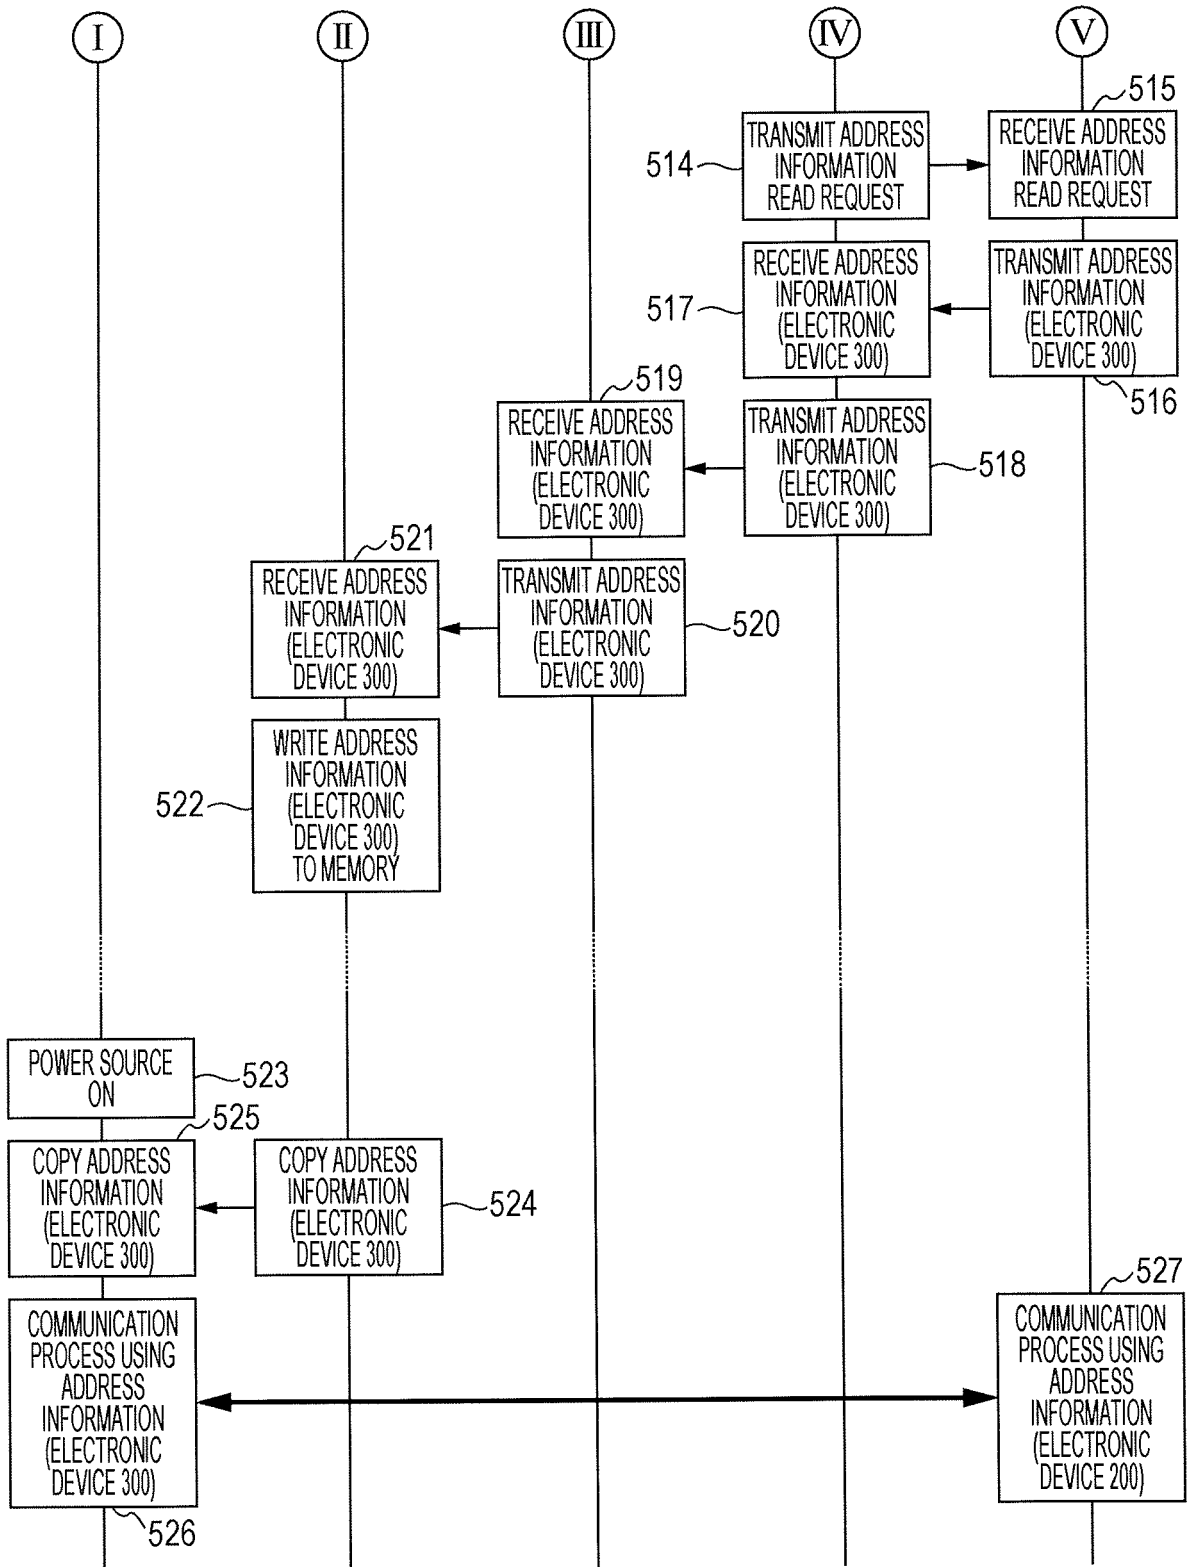 I
II
III
IV
V
515
TRANSMIT ADDRESS
INFORMATION
READ REQUEST
514
RECEIVE ADDRESS
INFORMATION
READ REQUEST
RECEIVE ADDRESS
INFORMATION
(ELECTRONIC
DEVICE 300)
517
TRANSMIT ADDRESS
INFORMATION
(ELECTRONIC
DEVICE 300)
516
519
RECEIVE ADDRESS
INFORMATION
(ELECTRONIC
DEVICE 300)
TRANSMIT ADDRESS
INFORMATION
(ELECTRONIC
DEVICE 300)
518
521
RECEIVE ADDRESS
INFORMATION
(ELECTRONIC
DEVICE 300)
TRANSMIT ADDRESS
INFORMATION
(ELECTRONIC
DEVICE 300)
520
WRITE ADDRESS
INFORMATION
(ELECTRONIC
DEVICE 300)
TO MEMORY
522
POWER SOURCE
ON
523
525
COPY ADDRESS
INFORMATION
(ELECTRONIC
DEVICE 300)
COPY ADDRESS
INFORMATION
(ELECTRONIC
DEVICE 300)
524
527
COMMUNICATION
PROCESS USING
ADDRESS
INFORMATION
(ELECTRONIC
DEVICE 300)
526
COMMUNICATION
PROCESS USING
ADDRESS
INFORMATION
(ELECTRONIC
DEVICE 200)